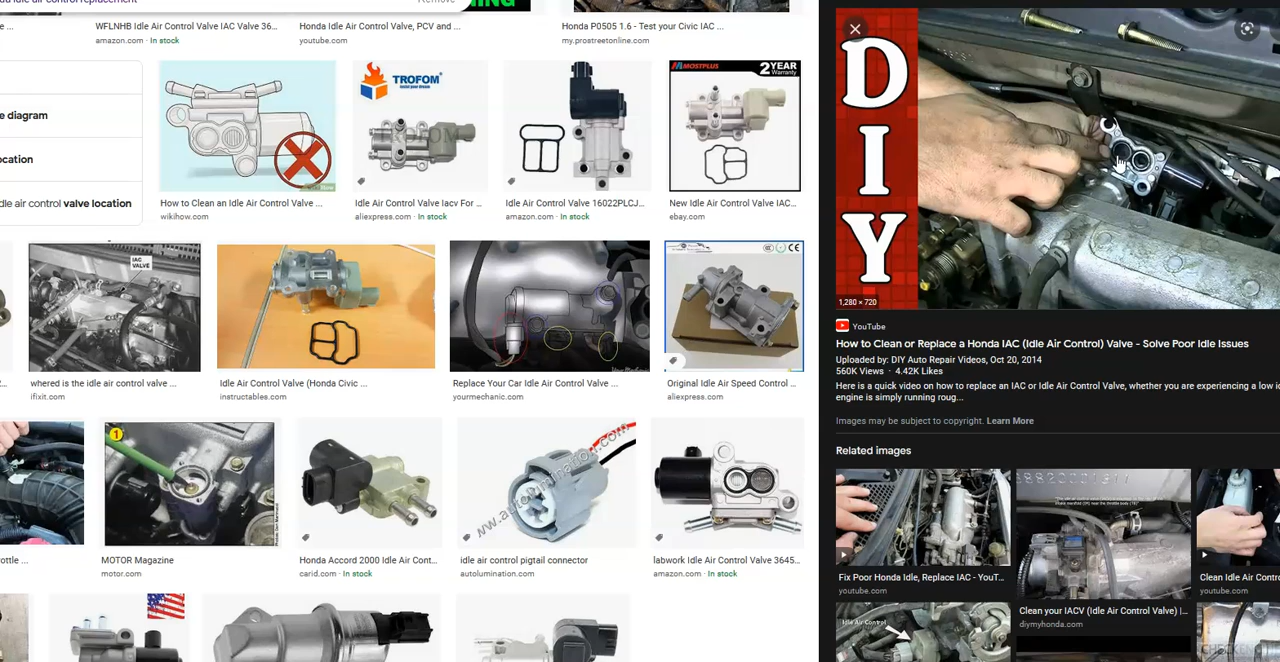 Remove
WFLNHB Idle Air Control Valve IAC Valve 36...
amazon.com · In stock
Honda Idle Air Control Valve, PCV and ...
youtube.com
Honda P0505 1.6 - Test your Civic IAC ...
my.prostreetonline.com
e diagram
ocation
dle air control valve location
How to Clean an Idle Air Control Valve ...
wikihow.com
TROFOM
Idle Air Control Valve Iacv For ...
aliexpress.com · In stock
Idle Air Control Valve 16022PLCJ...
amazon.com · In stock
MOSTPLUS
2YEAR
Warranty
New Idle Air Control Valve IAC...
ebay.com
IAC
VALVE
whered is the idle air control valve ...
ifixit.com
Idle Air Control Valve (Honda Civic ...
instructables.com
Replace Your Car Idle Air Control Valve ...
yourmechanic.com
Original Idle Air Speed Control ...
aliexpress.com
ottle ...
1
MOTOR Magazine
motor.com
Honda Accord 2000 Idle Air Cont...
carid.com · In stock
www.autolumination.com
idle air control pigtail connector
autolumination.com
labwork Idle Air Control Valve 3645...
amazon.com · In stock
DIY
1,280 × 720
YouTube
How to Clean or Replace a Honda IAC (Idle Air Control) Valve - Solve Poor Idle Issues
Uploaded by: DIY Auto Repair Videos, Oct 20, 2014
560K Views · 4.42K Likes
Here is a quick video on how to replace an IAC or Idle Air Control Valve, whether you are experiencing a low i
engine is simply running roug...
Images may be subject to copyright. Learn More
Related images
Fix Poor Honda Idle, Replace IAC - YouT...
youtube.com
Clean your IACV (Idle Air Control Valve) |...
diymyhonda.com
Clean Idle Air Contr
youtube.com
Idle Air Control